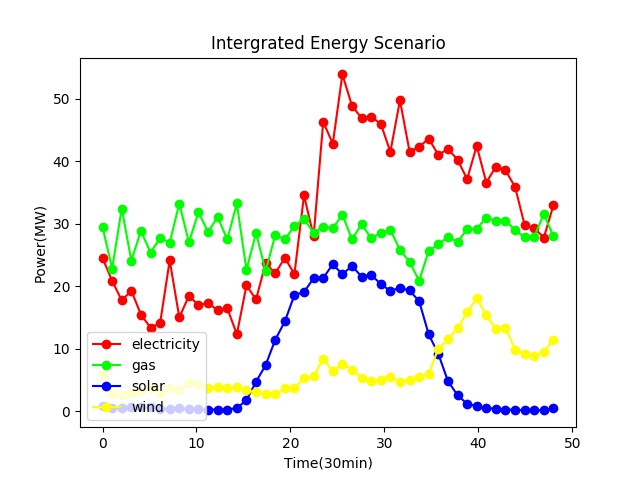 Intergrated Energy Scenario
Power(MW)
50
40
30
20
10
0
electricity
gas
solar
wind
0 10 20 30 40 50
Time(30min)